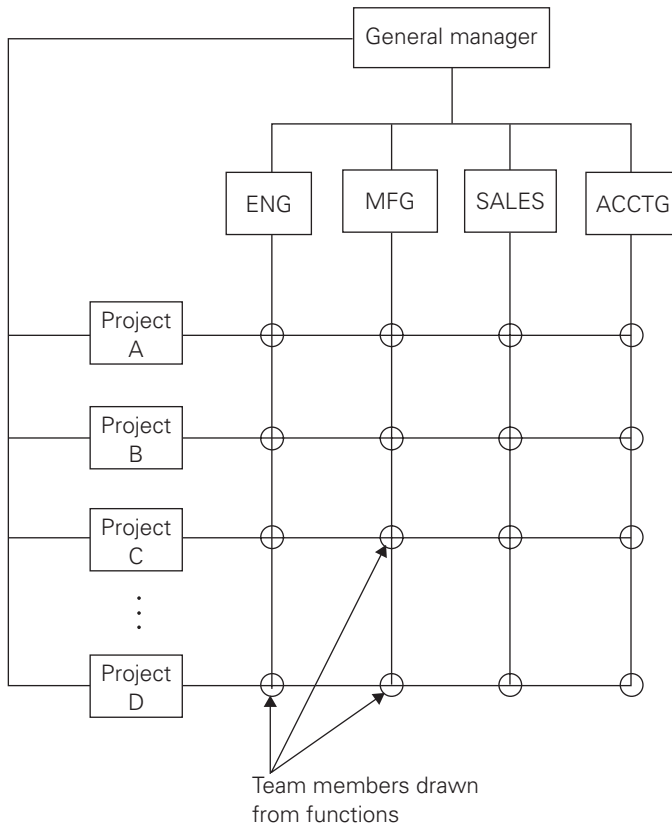 General manager
ENG
MFG
SALES
ACCTG
Project
A
Project
B
Project
C
Project
D
Team members drawn
from functions